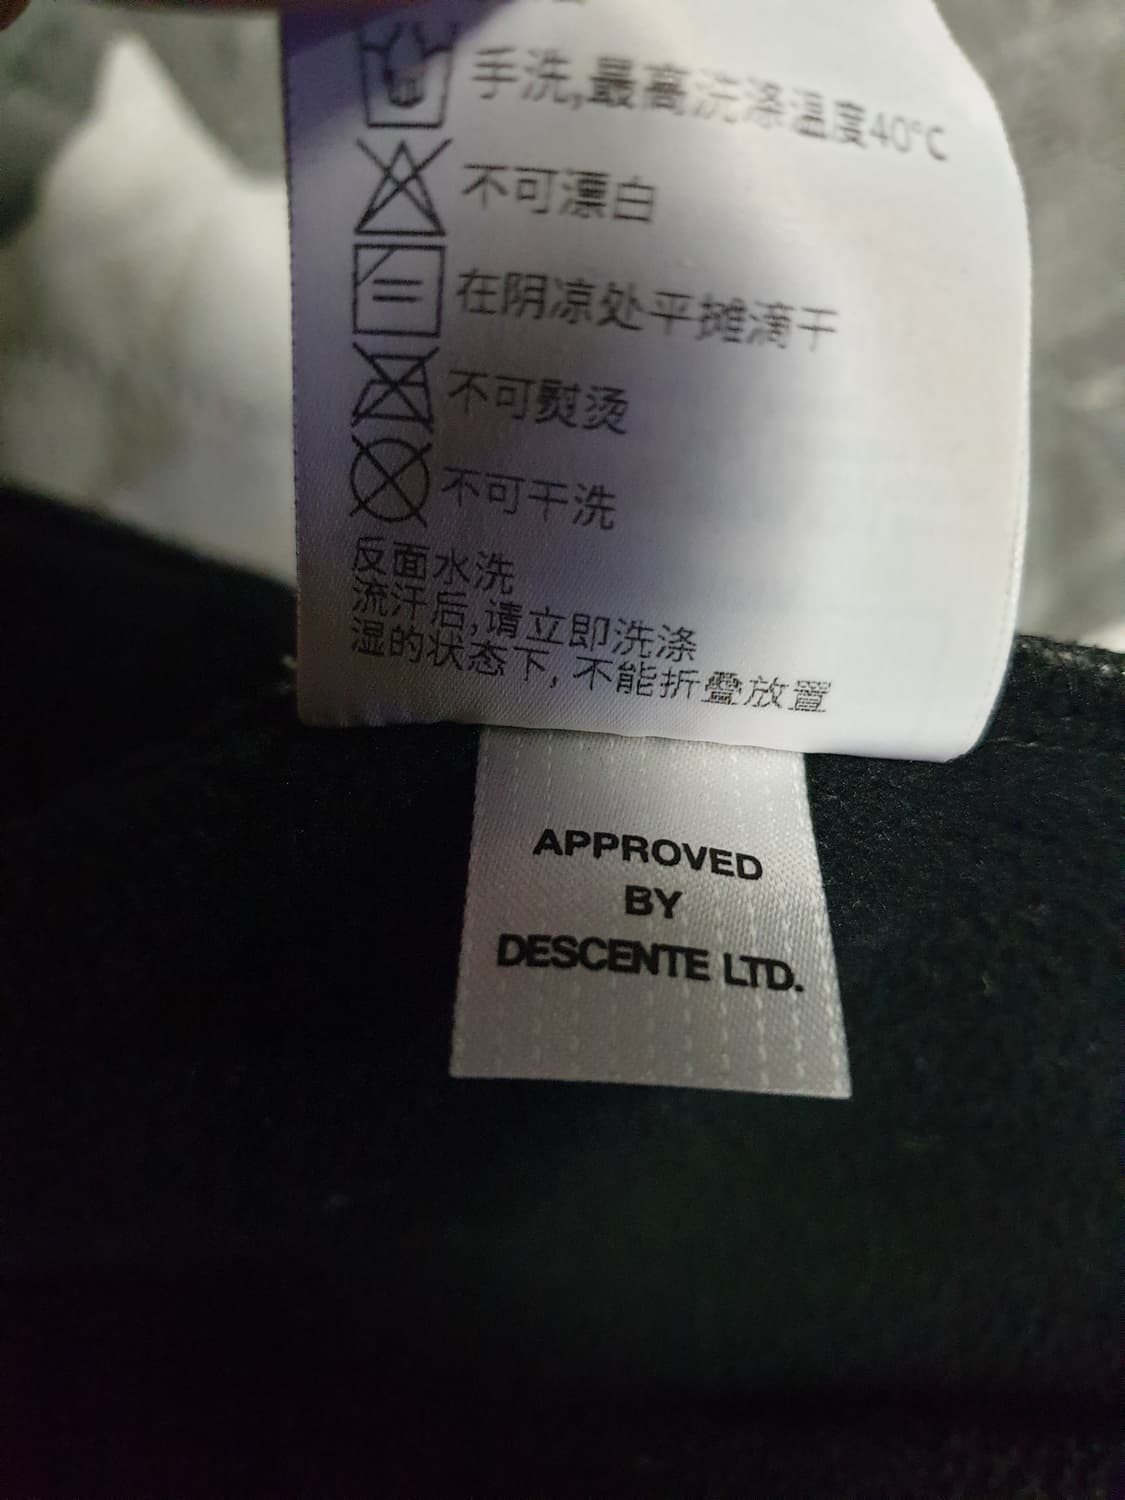 手洗,最高洗涤温度40°C
不可漂白
在阴凉处平摊滴干
不可熨烫
不可干洗
反面水洗
流汗后,请立即洗涤
湿的状态下,不能折叠放置
APPROVED
BY
DESCENTE LTD.